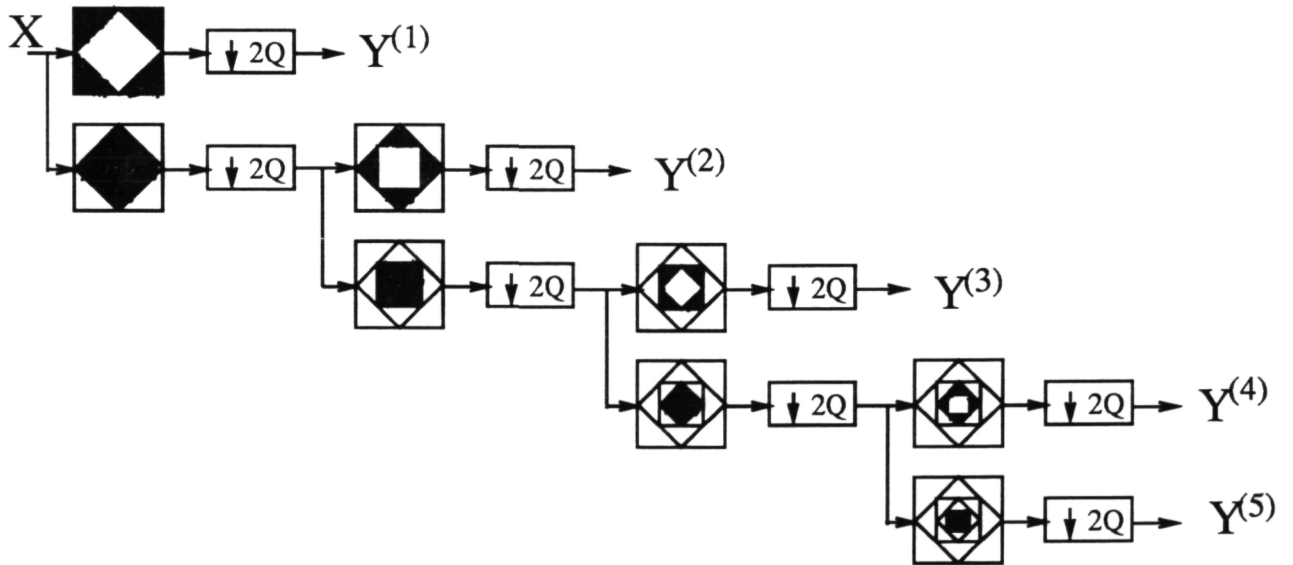 X
↓ 2Q
Y(1)
↓ 2Q
↓ 2Q
Y(2)
↓ 2Q
↓ 2Q
Y(3)
↓ 2Q
↓ 2Q
Y(4)
↓ 2Q
Y(5)